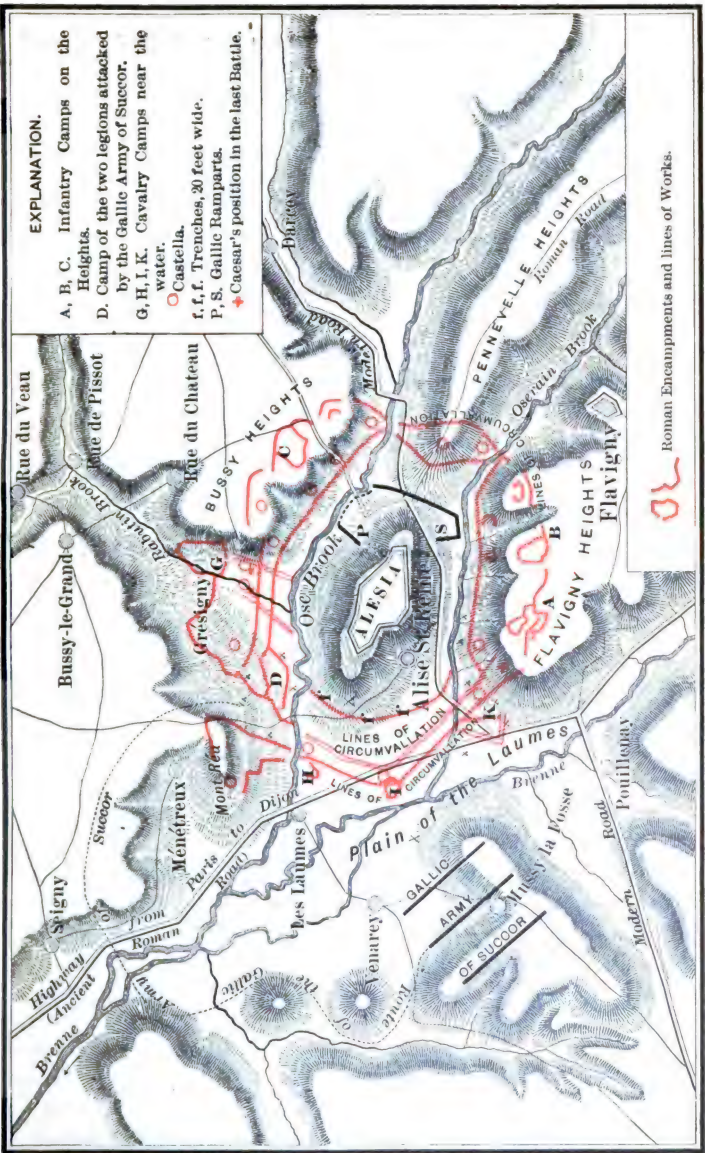 EXPLANATION.
A, B, C. Infantry Camps on the
Heights.
D. Camp of the two legions attacked
by the Gallic Army of Succor.
G, H, I, K. Cavalry Camps near the
water.
Castella.
f, f, f. Trenches, 20 feet wide.
P, S. Gallic Ramparts.
+Caesar's position in the last Battle.
Rue du Veau
Rue de Pissot
Rue du Chateau
Rabutin Brook
Bussy-le-Grand
BUSSY HEIGHTS
C
Darcey
Modern Road
Grésigny
G
D
Ose Brook
P
S
ALESIA
Alise Ste Reine
CIRCUMVALLATION
PENNEVELLE HEIGHTS
Roman Road
Oserain Brook
LINES OF CIRCUMVALLATION
Flavigny
FLAVIGNY HEIGHTS
A
B
f
f
f
LINES OF
CIRCUMVALLATION
LINES OF CIRCUMVALLATION
H
I
K
Mont Réa
Ménétreux
Succor
of
Seigny
Highway from Paris to Dijon
(Ancient Roman Road)
Brenne
Les Laumes
Plain of the Laumes
Brenne
Venarey
Route of the Gallic Army
GALLIC
ARMY
OF SUCCOR
Mussy la Fosse
Pouillenay
Modern Road
Roman Encampments and lines of Works.